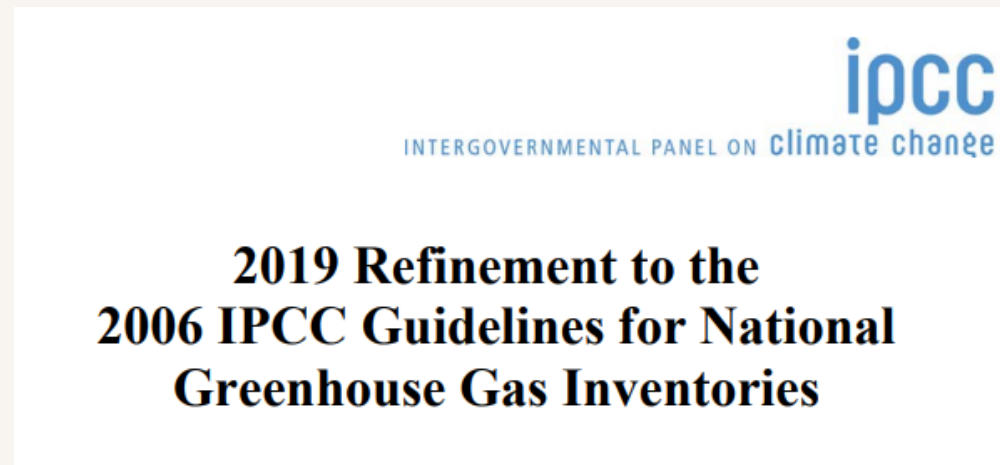 ipcc
INTERGOVERNMENTAL PANEL ON climate change
2019 Refinement to the
2006 IPCC Guidelines for National
Greenhouse Gas Inventories